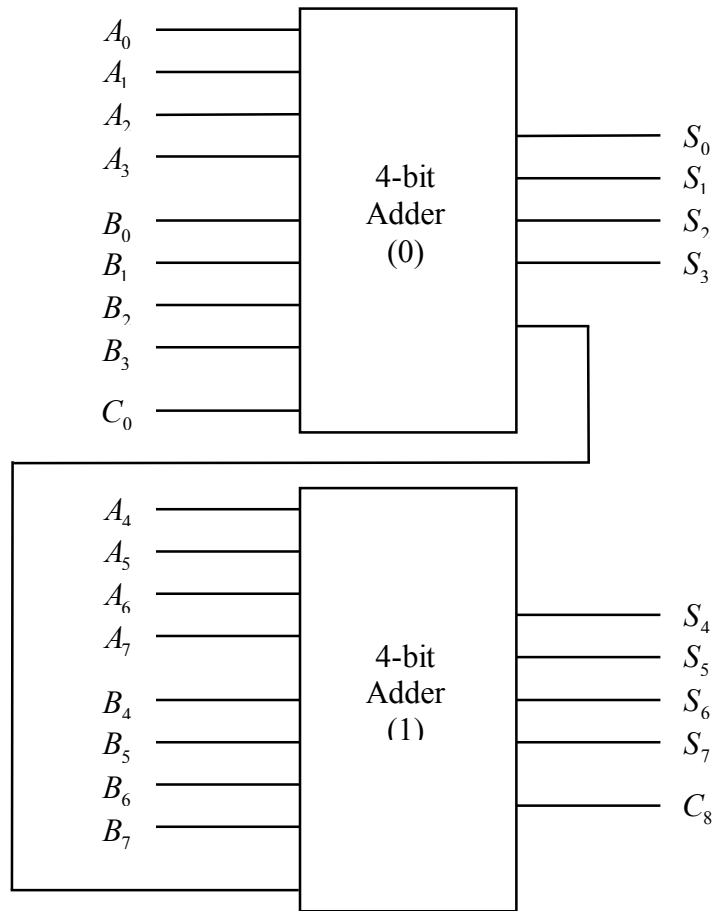 A₀
A₁
A₂
A₃
B₀
B₁
B₂
B₃
C₀
4-bit
Adder
(0)
S₀
S₁
S₂
S₃
A₄
A₅
A₆
A₇
B₄
B₅
B₆
B₇
4-bit
Adder
(1)
S₄
S₅
S₆
S₇
C₈